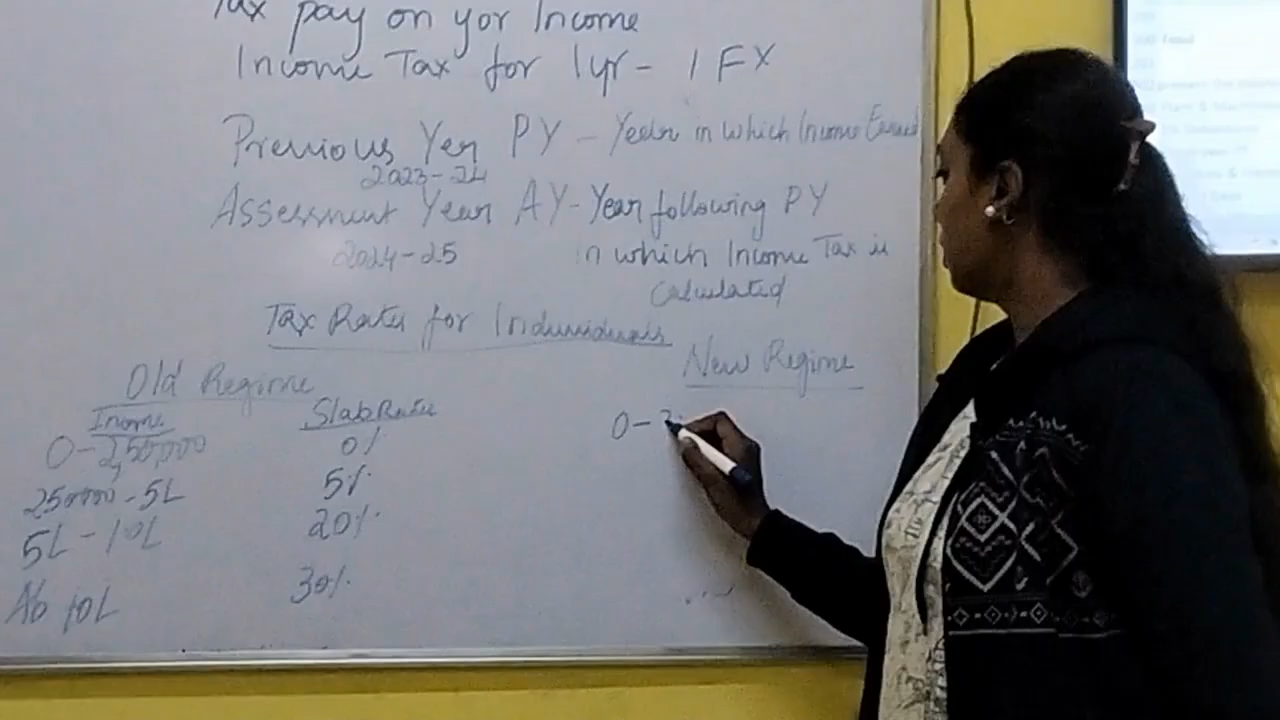 Tax pay on yor Income
Income Tax for 1yr - 1 FX
Previous Yer PY - Year in which Income Earned
2023-24
Assessment Year AY - Year following PY
2024-25 in which Income Tax is
Calculated
Tax Rates for Individuals
Old Regime New Regime
Income Slab Rate
0 - 2,50,000 0% 0 -
250000 - 5L 5%
5L - 10L 20%
Ab 10L 30%